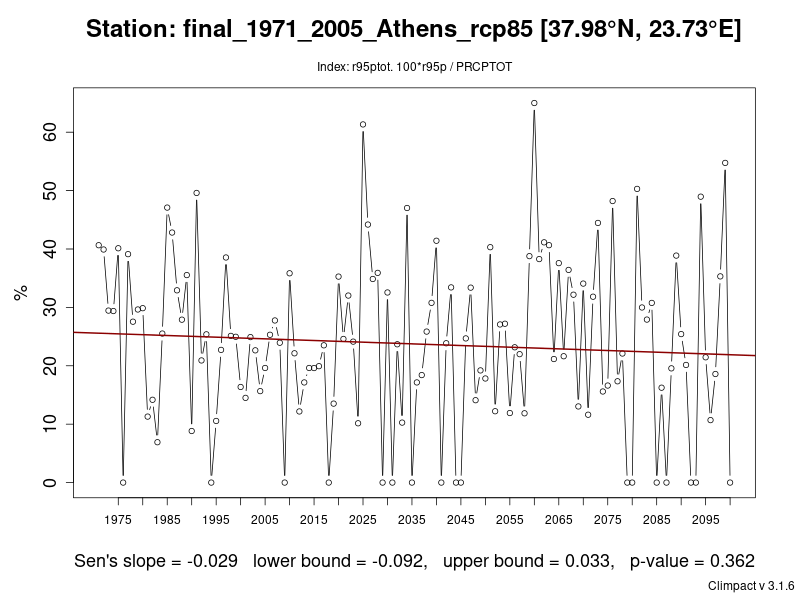 Station: final_1971_2005_Athens_rcp85 [37.98°N, 23.73°E]
Index: r95ptot. 100*r95p / PRCPTOT
%
60
50
40
30
20
10
0
1975 1985 1995 2005 2015 2025 2035 2045 2055 2065 2075 2085 2095
Sen's slope = -0.029 lower bound = -0.092, upper bound = 0.033, p-value = 0.362
Climpact v 3.1.6